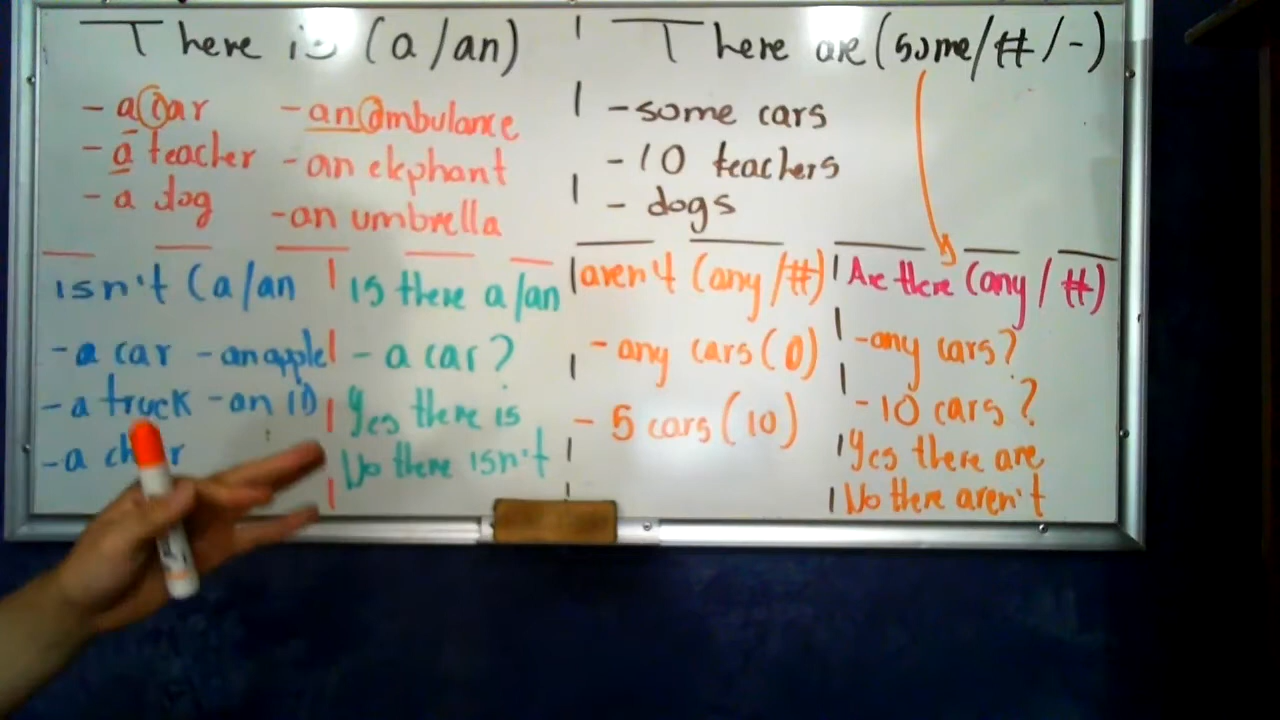 There is (a/an)
- a car
- a teacher
- a dog
- an ambulance
- an elephant
- an umbrella
There are (some/#/-)
- some cars
- 10 teachers
- dogs
isn't (a/an
- a car - an apple
- a truck - an ID
- a
is there a/an
- a car?
Yes there is
No there isn't
aren't (any/#)
- any cars (0)
- 5 cars (10)
Are there (any/#)
- any cars?
- 10 cars?
Yes there are
No there aren't